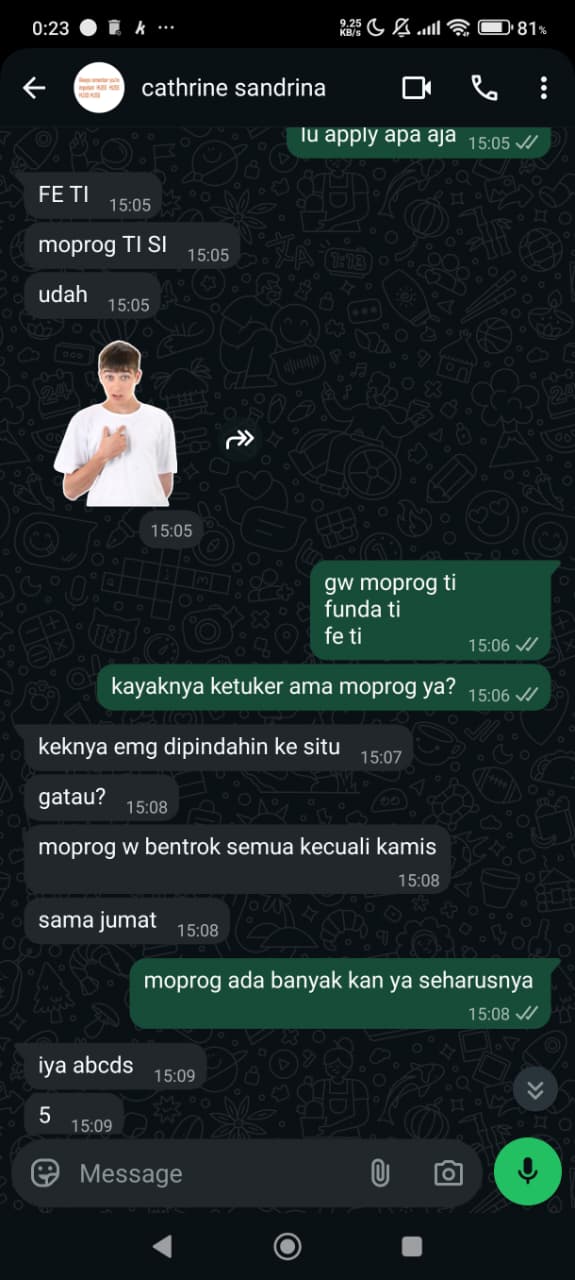 0:23
9.25
KB/s
81%
cathrine sandrina
lu apply apa aja 15:05
FE TI 15:05
moprog TI SI 15:05
udah 15:05
15:05
gw moprog ti
funda ti
fe ti 15:06
kayaknya ketuker ama moprog ya? 15:06
keknya emg dipindahin ke situ 15:07
gatau? 15:08
moprog w bentrok semua kecuali kamis
15:08
sama jumat 15:08
moprog ada banyak kan ya seharusnya
15:08
iya abcds 15:09
5 15:09
Message